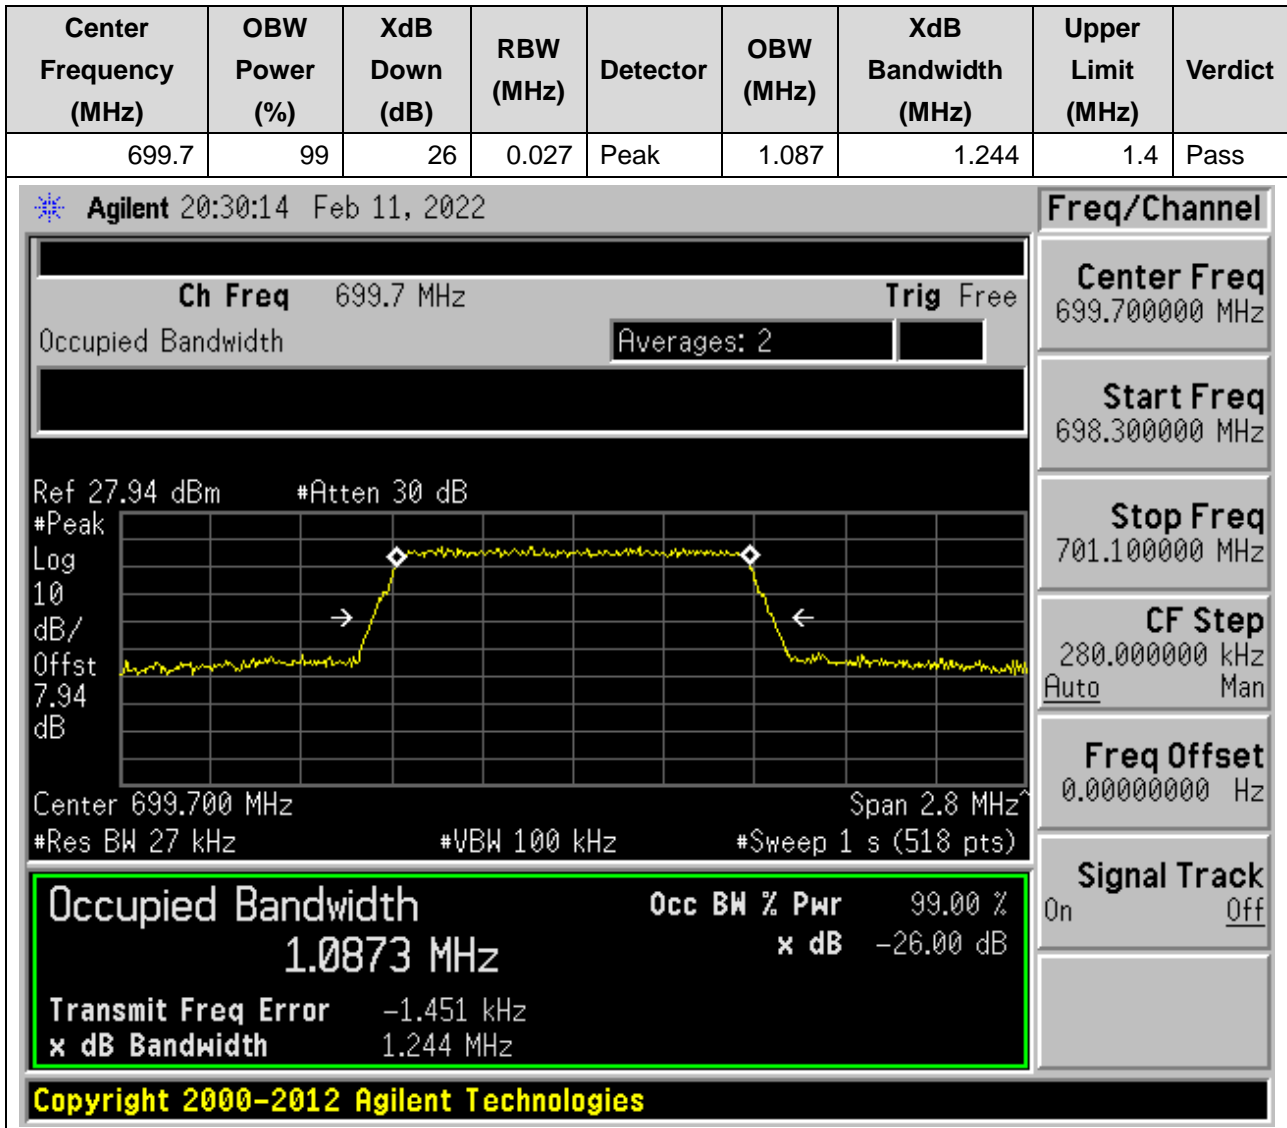 Center Frequency (MHz) OBW Power (%) XdB Down (dB) RBW (MHz) Detector OBW (MHz) XdB Bandwidth (MHz) Upper Limit (MHz) Verdict
699.7 99 26 0.027 Peak 1.087 1.244 1.4 Pass
Agilent 20:30:14 Feb 11, 2022
Freq/Channel
Ch Freq 699.7 MHz Trig Free
Occupied Bandwidth Averages: 2
Center Freq
699.700000 MHz
Start Freq
698.300000 MHz
Stop Freq
701.100000 MHz
CF Step
280.000000 kHz
Auto Man
Freq Offset
0.00000000 Hz
Signal Track
On Off
Ref 27.94 dBm #Atten 30 dB
#Peak
Log
10
dB/
Offst
7.94
dB
Center 699.700 MHz Span 2.8 MHz^
#Res BW 27 kHz #VBW 100 kHz #Sweep 1 s (518 pts)
Occupied Bandwidth Occ BW % Pwr 99.00 %
1.0873 MHz x dB -26.00 dB
Transmit Freq Error -1.451 kHz
x dB Bandwidth 1.244 MHz
Copyright 2000-2012 Agilent Technologies